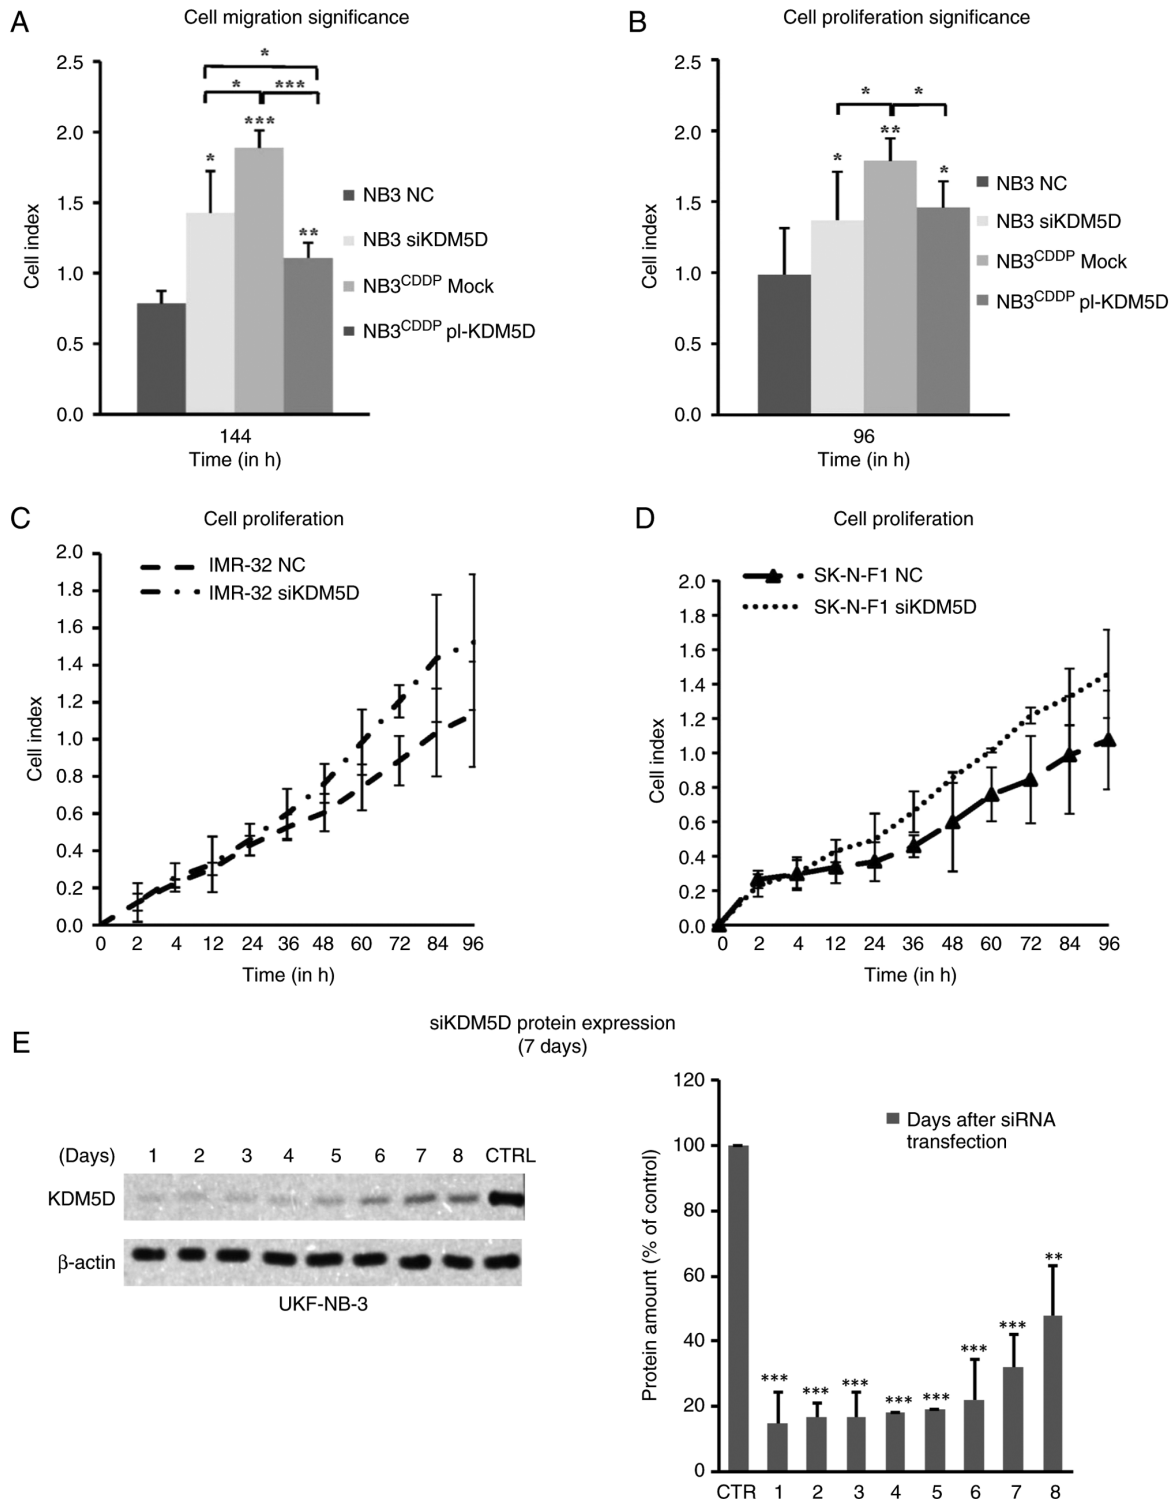 A
Cell migration significance
Cell index
2.5
2.0
1.5
1.0
0.5
0.0
*
* ***
***
*
**
144
Time (in h)
NB3 NC
NB3 siKDM5D
NB3CDDP Mock
NB3CDDP pl-KDM5D
B
Cell proliferation significance
Cell index
2.5
2.0
1.5
1.0
0.5
0.0
* *
**
* *
96
Time (in h)
NB3 NC
NB3 siKDM5D
NB3CDDP Mock
NB3CDDP pl-KDM5D
C
Cell proliferation
IMR-32 NC
IMR-32 siKDM5D
Cell index
2.0
1.8
1.6
1.4
1.2
1.0
0.8
0.6
0.4
0.2
0.0
0 2 4 12 24 36 48 60 72 84 96
Time (in h)
D
Cell proliferation
SK-N-F1 NC
SK-N-F1 siKDM5D
Cell index
2.0
1.8
1.6
1.4
1.2
1.0
0.8
0.6
0.4
0.2
0.0
0 2 4 12 24 36 48 60 72 84 96
Time (in h)
E
siKDM5D protein expression
(7 days)
(Days) 1 2 3 4 5 6 7 8 CTRL
KDM5D
β-actin
UKF-NB-3
Protein amount (% of control)
120
100
80
60
40
20
0
Days after siRNA
transfection
*** *** *** *** *** *** *** **
CTR 1 2 3 4 5 6 7 8